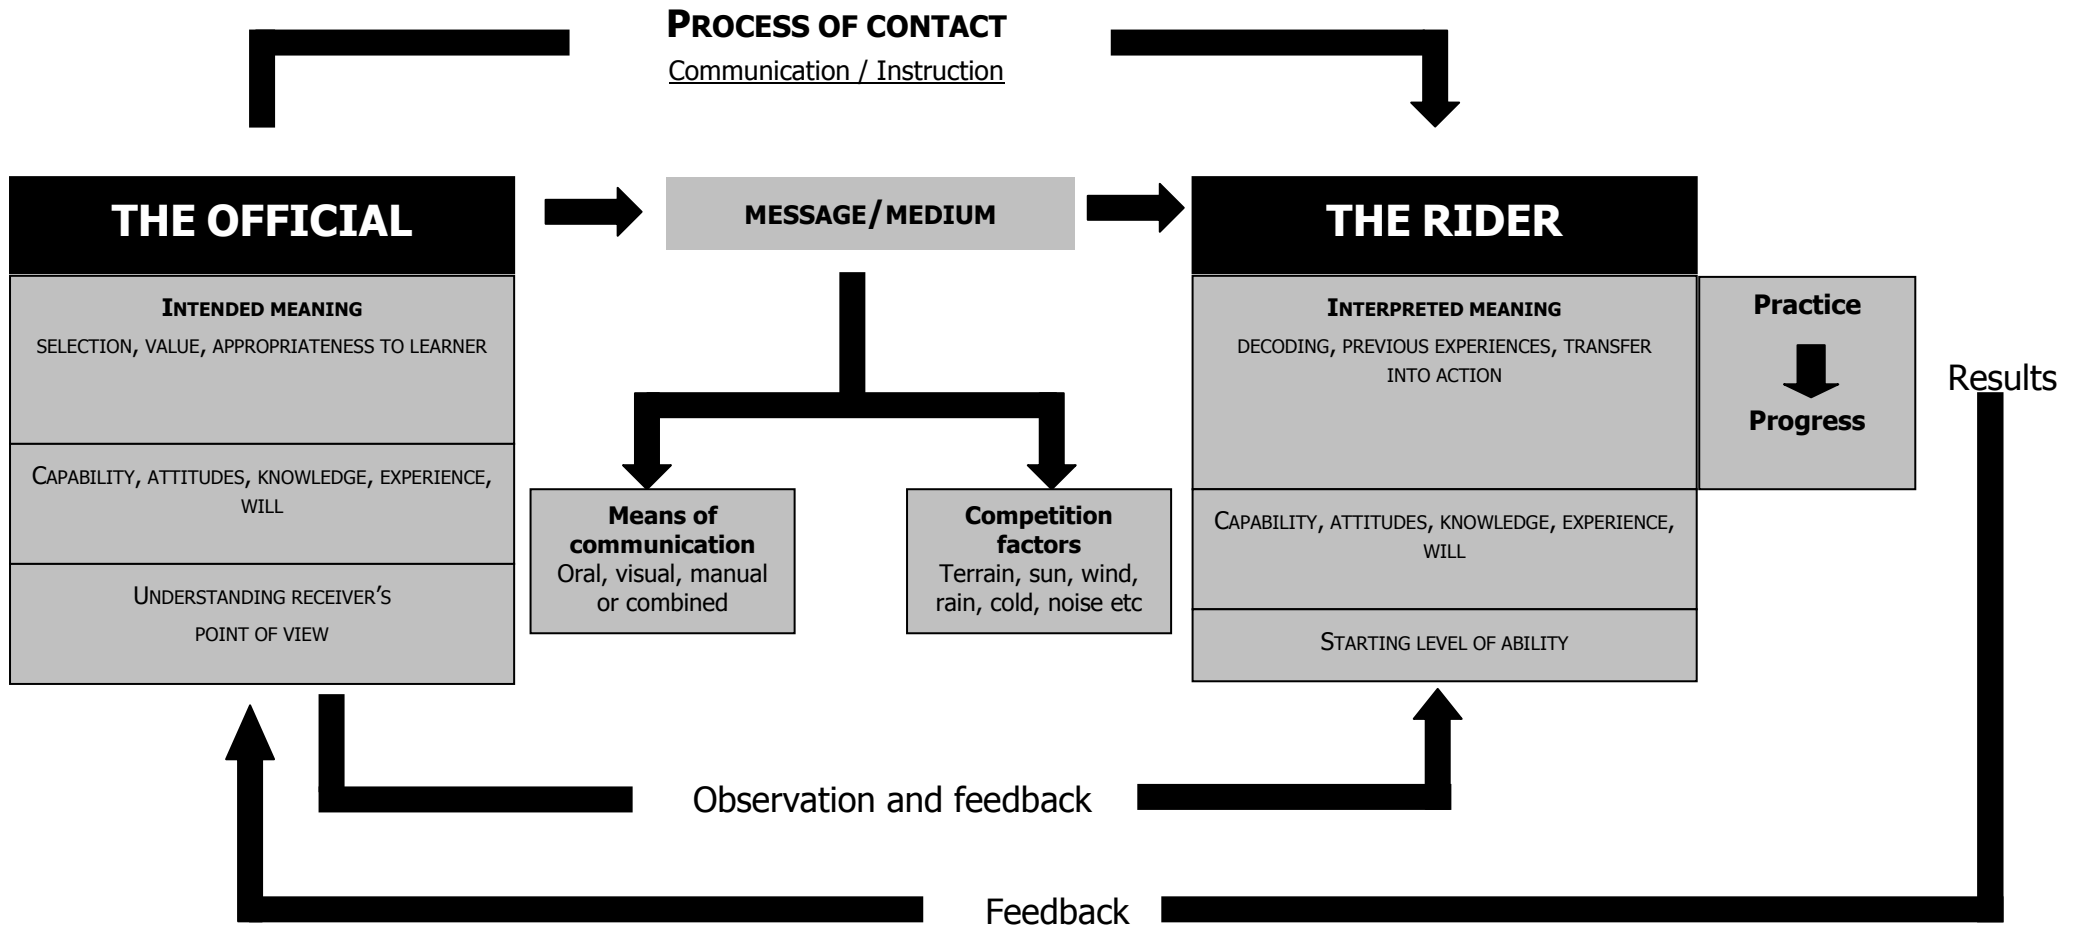 PROCESS OF CONTACT
Communication / Instruction
THE OFFICIAL
MESSAGE/MEDIUM
THE RIDER
INTENDED MEANING
SELECTION, VALUE, APPROPRIATENESS TO LEARNER
CAPABILITY, ATTITUDES, KNOWLEDGE, EXPERIENCE,
WILL
UNDERSTANDING RECEIVER'S
POINT OF VIEW
Means of
communication
Oral, visual, manual
or combined
Competition
factors
Terrain, sun, wind,
rain, cold, noise etc
INTERPRETED MEANING
DECODING, PREVIOUS EXPERIENCES, TRANSFER
INTO ACTION
CAPABILITY, ATTITUDES, KNOWLEDGE, EXPERIENCE,
WILL
STARTING LEVEL OF ABILITY
Practice
Progress
Results
Observation and feedback
Feedback